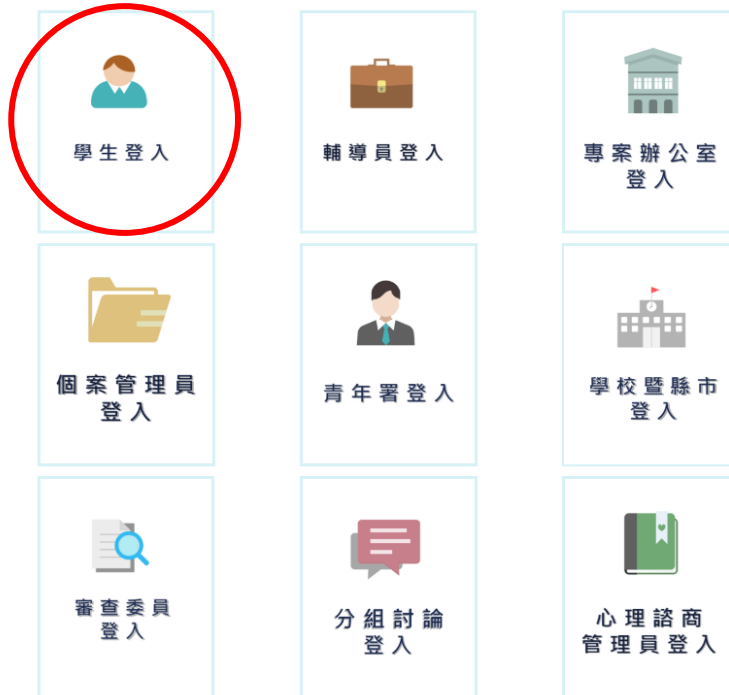 學生登入
輔導員登入
專案辦公室
登入
個案管理員
登入
青年署登入
學校暨縣市
登入
審查委員
登入
分組討論
登入
心理諮商
管理員登入